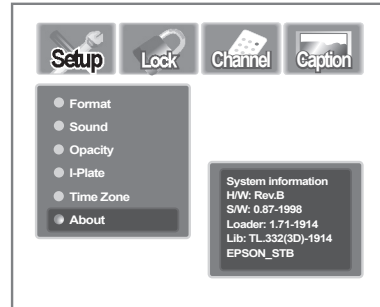 Setup Lock Channel Caption
Format
Sound
Opacity
I-Plate
Time Zone
About
System information
H/W: Rev.B
S/W: 0.87-1998
Loader: 1.71-1914
Lib: TL.332(3D)-1914
EPSON_STB